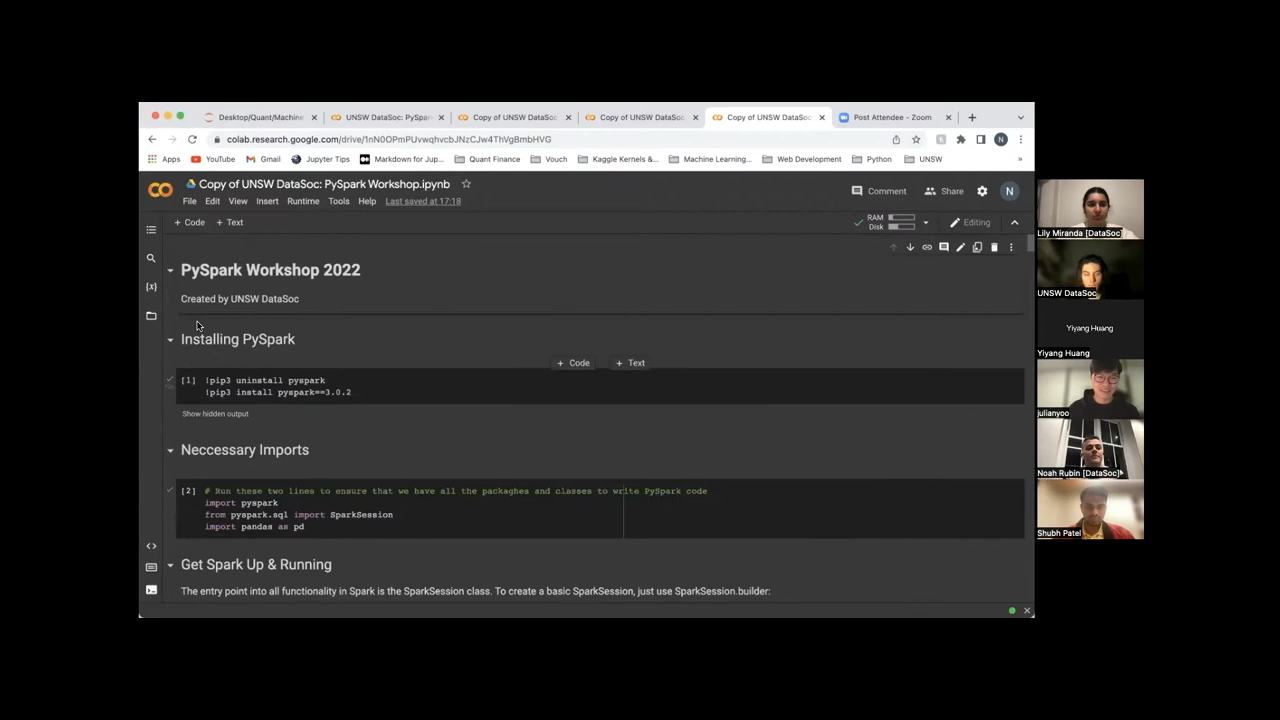 Desktop/Quant/Machine
UNSW DataSoc: PySpar
Copy of UNSW DataSoc
Copy of UNSW DataSoc
Copy of UNSW DataSoc
Post Attendee - Zoom
colab.research.google.com/drive/1nN0OPmPUvwqhvcbJNzCJw4ThVgBmbHVG
N
Apps
YouTube
Gmail
Jupyter Tips
Markdown for Jup...
Quant Finance
Vouch
Kaggle Kernels &...
Machine Learning...
Web Development
Python
UNSW
»
Copy of UNSW DataSoc: PySpark Workshop.ipynb
Comment
Share
N
File Edit View Insert Runtime Tools Help Last saved at 17:18
+ Code + Text
RAM
Disk
Editing
PySpark Workshop 2022
Created by UNSW DataSoc
Installing PySpark
+ Code + Text
[1] !pip3 uninstall pyspark
!pip3 install pyspark==3.0.2
Show hidden output
Neccessary Imports
[2] # Run these two lines to ensure that we have all the packaghes and classes to write PySpark code
import pyspark
from pyspark.sql import SparkSession
import pandas as pd
Get Spark Up & Running
The entry point into all functionality in Spark is the SparkSession class. To create a basic SparkSession, just use SparkSession.builder:
Lily Miranda [DataSoc]
UNSW DataSoc
Yiyang Huang
Yiyang Huang
julianyoo
Noah Rubin [DataSoc]
Shubh Patel